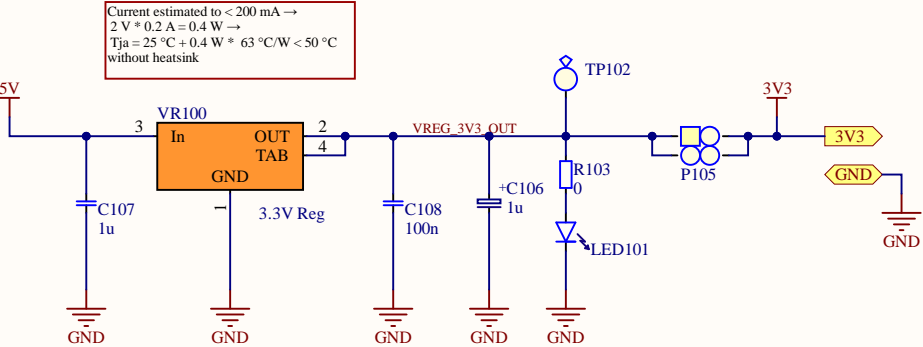 Current estimated to < 200 mA →
2 V * 0.2 A = 0.4 W →
Tja = 25 °C + 0.4 W * 63 °C/W < 50 °C
without heatsink
5V
VR100
3
In
OUT
2
TAB
4
GND
1
3.3V Reg
VREG_3V3_OUT
TP102
3V3
3V3
P105
GND
C107
1u
C108
100n
+C106
1u
R103
0
LED101
GND
GND
GND
GND
GND
GND